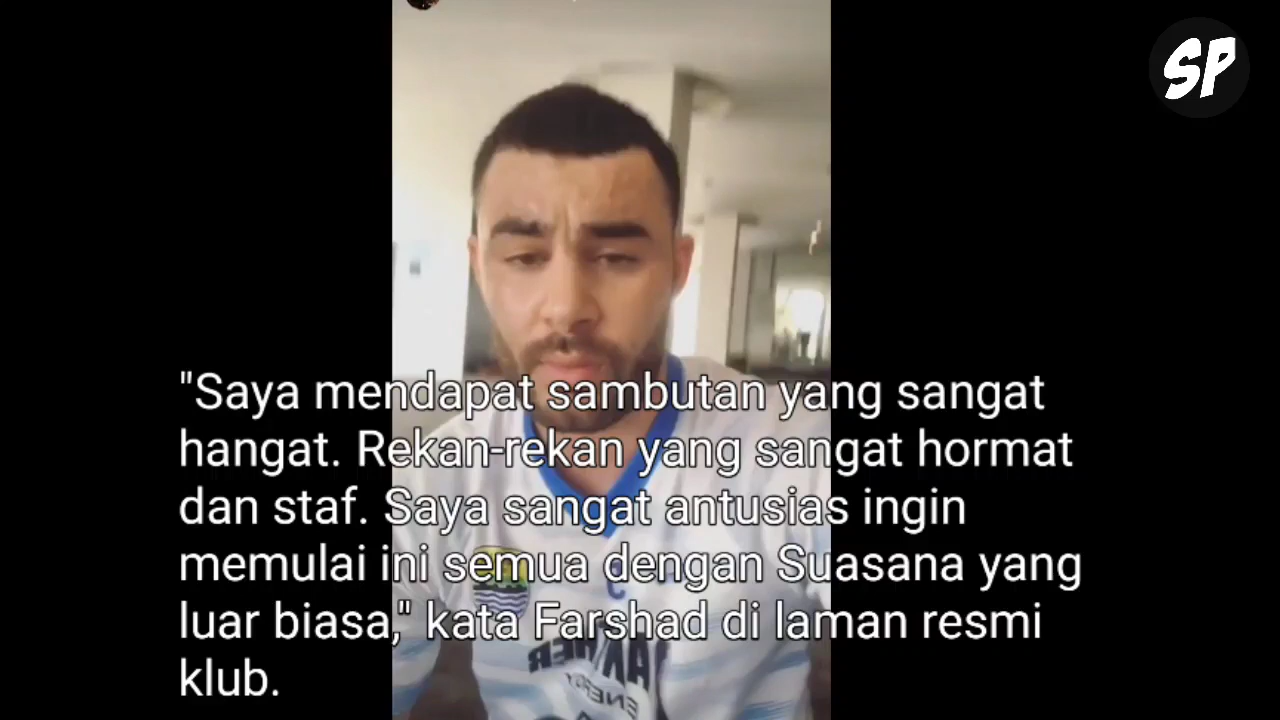 SP
"Saya mendapat sambutan yang sangat
hangat. Rekan-rekan yang sangat hormat
dan staf. Saya sangat antusias ingin
memulai ini semua dengan Suasana yang
luar biasa," kata Farshad di laman resmi
klub.
ENERGY